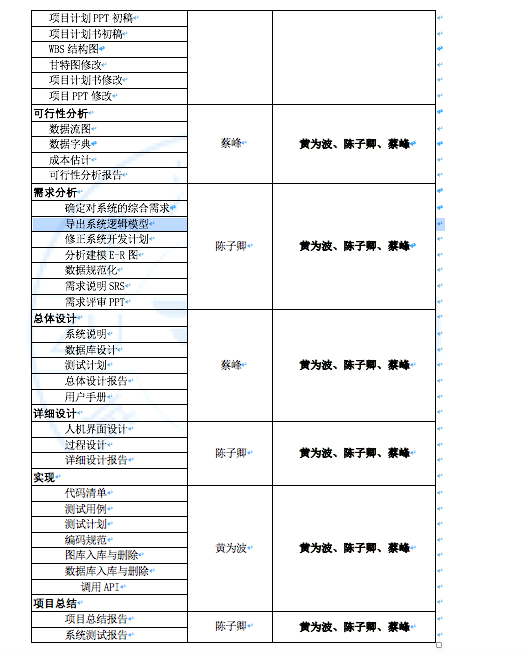 项目计划 PPT 初稿
项目计划书初稿
WBS 结构图
甘特图修改
项目计划书修改
项目 PPT 修改
可行性分析
数据流图
数据字典
成本估计
可行性分析报告
蔡峰
黄为波、陈子卿、蔡峰
需求分析
确定对系统的综合需求
导出系统逻辑模型
修正系统开发计划
分析建模 E-R 图
数据规范化
需求说明 SRS
需求评审 PPT
陈子卿
黄为波、陈子卿、蔡峰
总体设计
系统说明
数据库设计
测试计划
总体设计报告
用户手册
蔡峰
黄为波、陈子卿、蔡峰
详细设计
人机界面设计
过程设计
详细设计报告
陈子卿
黄为波、陈子卿、蔡峰
实现
代码清单
测试用例
测试计划
编码规范
图库入库与删除
数据库入库与删除
调用 API
黄为波
黄为波、陈子卿、蔡峰
项目总结
项目总结报告
系统测试报告
陈子卿
黄为波、陈子卿、蔡峰